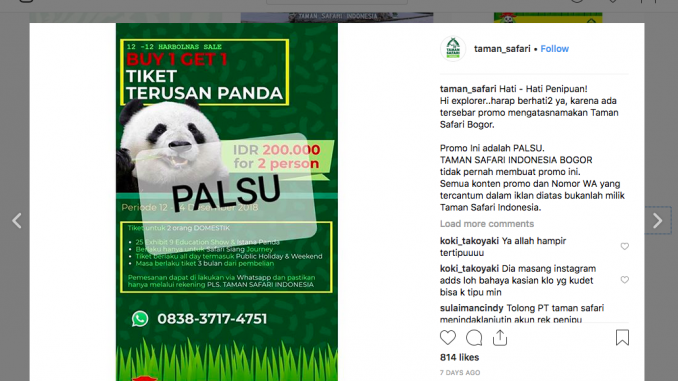 TAMAN SAFARI INDONESIA
12 -12 HARBOLNAS SALE
BUY 1 GET 1
TIKET
TERUSAN PANDA
IDR 200.000
for 2 person
PALSU
Periode 12 - 14 Desember 2018
Tiket untuk 2 orang DOMESTIK
25 Exhibit 9 Education Show & Istana Panda
Berlaku hanya untuk Safari Siang Journey
Tiket berlaku all day termasuk Public Holiday & Weekend
Masa berlaku tiket 3 bulan dari pembelian
Pemesanan dapat di lakukan via Whatsapp dan pastikan
hanya melalui rekening PLS. TAMAN SAFARI INDONESIA
0838-3717-4751
taman_safari • Follow
taman_safari Hati - Hati Penipuan!
Hi explorer..harap berhati2 ya, karena ada
tersebar promo mengatasnamakan Taman
Safari Bogor.
Promo Ini adalah PALSU.
TAMAN SAFARI INDONESIA BOGOR
tidak pernah membuat promo ini.
Semua konten promo dan Nomor WA yang
tercantum dalam iklan diatas bukanlah milik
Taman Safari Indonesia.
Load more comments
koki_takoyaki Ya allah hampir
tertipuuuu
koki_takoyaki Dia masang instagram
adds loh bahaya kasian klo yg kudet
bisa k tipu min
sulaimancindy Tolong PT taman safari
menindaklanjutin akun rek penipu
814 likes
7 DAYS AGO